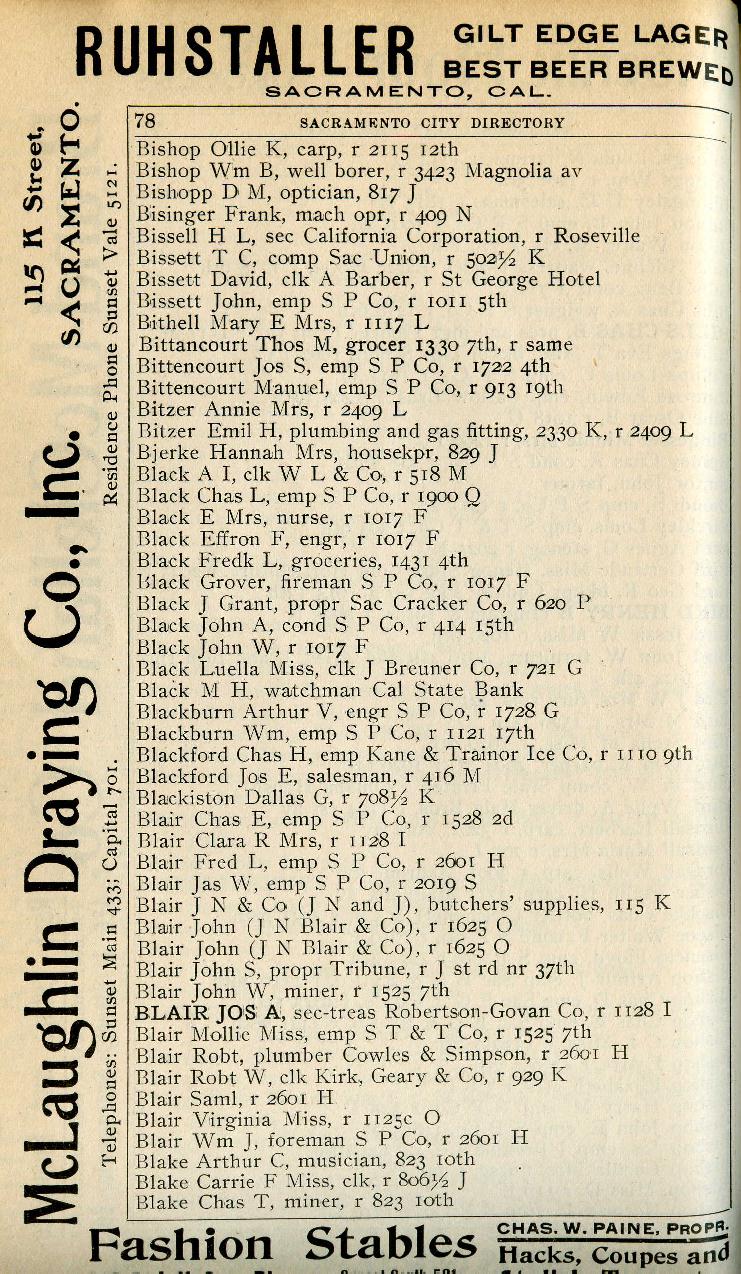 RUHSTALLER
GILT EDGE LAGER
BEST BEER BREWED
SACRAMENTO, CAL.
McLaughlin Draying Co., Inc.
115 K Street,
SACRAMENTO.
Telephones: Sunset Main 433; Capital 701.
Residence Phone Sunset Vale 5121.
78 SACRAMENTO CITY DIRECTORY
Bishop Ollie K, carp, r 2115 12th
Bishop Wm B, well borer, r 3423 Magnolia av
Bishopp D M, optician, 817 J
Bisinger Frank, mach opr, r 409 N
Bissell H L, sec California Corporation, r Roseville
Bissett T C, comp Sac Union, r 502½ K
Bissett David, clk A Barber, r St George Hotel
Bissett John, emp S P Co, r 1011 5th
Bithell Mary E Mrs, r 1117 L
Bittancourt Thos M, grocer 1330 7th, r same
Bittencourt Jos S, emp S P Co, r 1722 4th
Bittencourt Manuel, emp S P Co, r 913 19th
Bitzer Annie Mrs, r 2409 L
Bitzer Emil H, plumbing and gas fitting, 2330 K, r 2409 L
Bjerke Hannah Mrs, housekpr, 829 J
Black A I, clk W L & Co, r 518 M
Black Chas L, emp S P Co, r 1900 Q
Black E Mrs, nurse, r 1017 F
Black Effron F, engr, r 1017 F
Black Fredk L, groceries, 1431 4th
Black Grover, fireman S P Co, r 1017 F
Black J Grant, propr Sac Cracker Co, r 620 P
Black John A, cond S P Co, r 414 15th
Black John W, r 1017 F
Black Luella Miss, clk J Breuner Co, r 721 G
Black M H, watchman Cal State Bank
Blackburn Arthur V, engr S P Co, r 1728 G
Blackburn Wm, emp S P Co, r 1121 17th
Blackford Chas H, emp Kane & Trainor Ice Co, r 1110 9th
Blackford Jos E, salesman, r 416 M
Blackiston Dallas G, r 708½ K
Blair Chas E, emp S P Co, r 1528 2d
Blair Clara R Mrs, r 1128 I
Blair Fred L, emp S P Co, r 2601 H
Blair Jas W, emp S P Co, r 2019 S
Blair J N & Co (J N and J), butchers' supplies, 115 K
Blair John (J N Blair & Co), r 1625 O
Blair John (J N Blair & Co), r 1625 O
Blair John S, propr Tribune, r J st rd nr 37th
Blair John W, miner, r 1525 7th
BLAIR JOS A, sec-treas Robertson-Govan Co, r 1128 I
Blair Mollie Miss, emp S T & T Co, r 1525 7th
Blair Robt, plumber Cowles & Simpson, r 2601 H
Blair Robt W, clk Kirk, Geary & Co, r 929 K
Blair Saml, r 2601 H
Blair Virginia Miss, r 1125c O
Blair Wm J, foreman S P Co, r 2601 H
Blake Arthur C, musician, 823 10th
Blake Carrie F Miss, clk, r 806½ J
Blake Chas T, miner, r 823 10th
Fashion Stables
CHAS. W. PAINE, PROPR.
Hacks, Coupes and